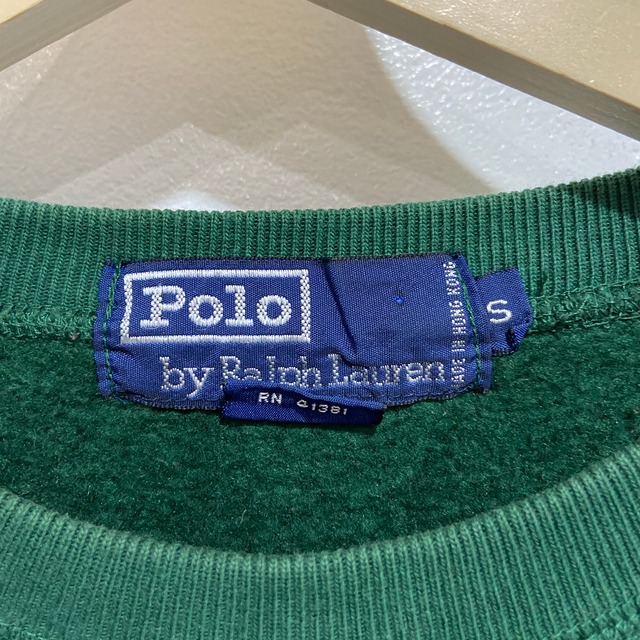 Polo
by Ralph Lauren
MADE IN HONG KONG
S
RN 41381